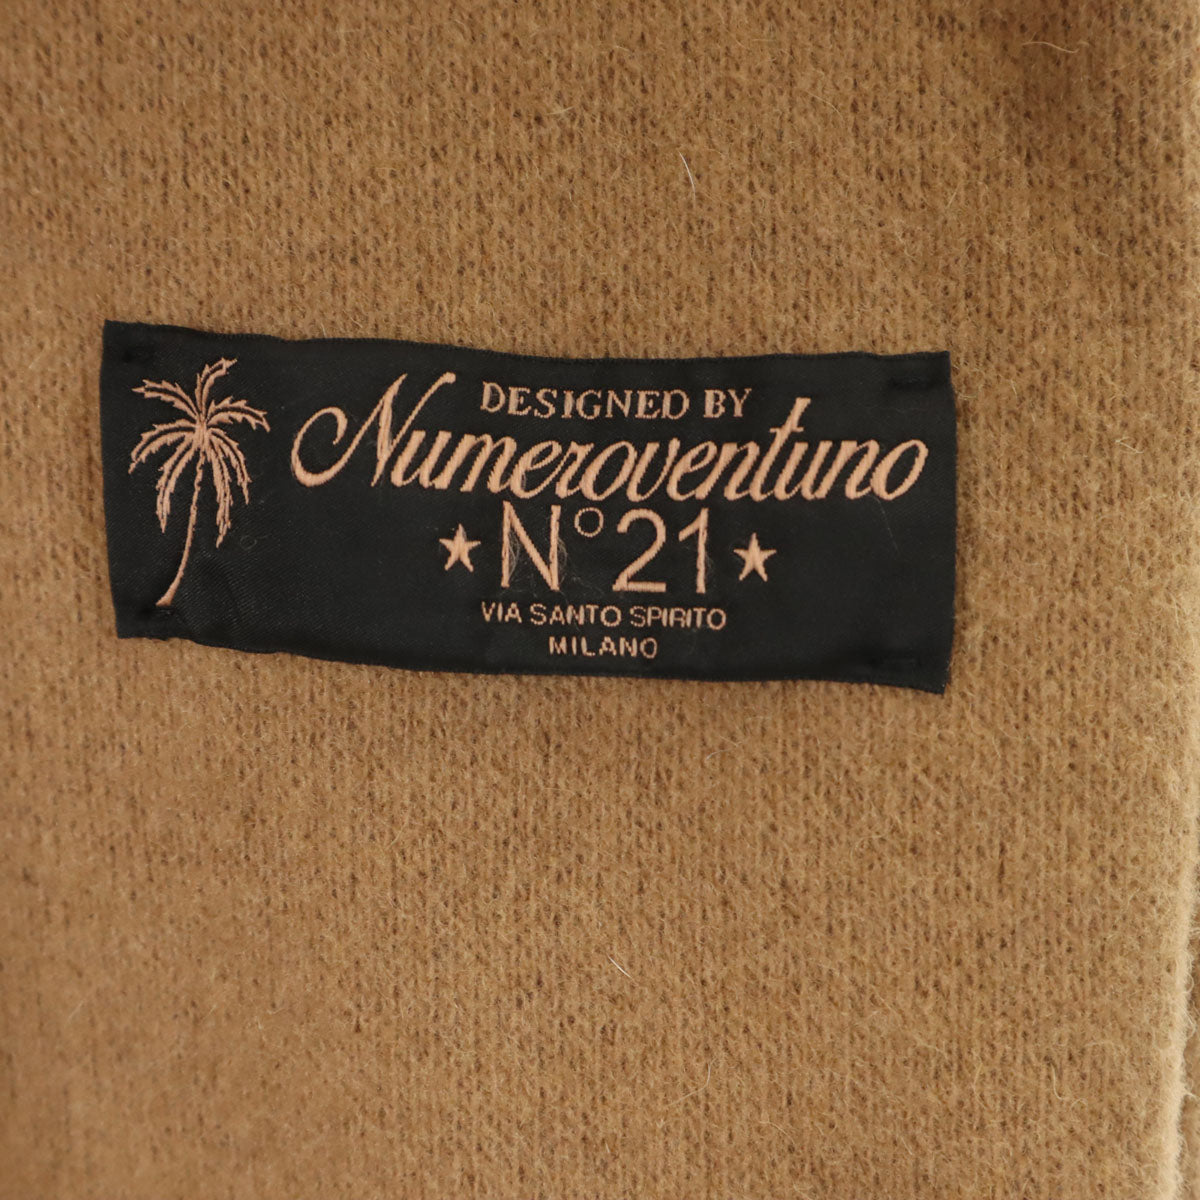 DESIGNED BY
Numeroventuno
N° 21
VIA SANTO SPIRITO
MILANO